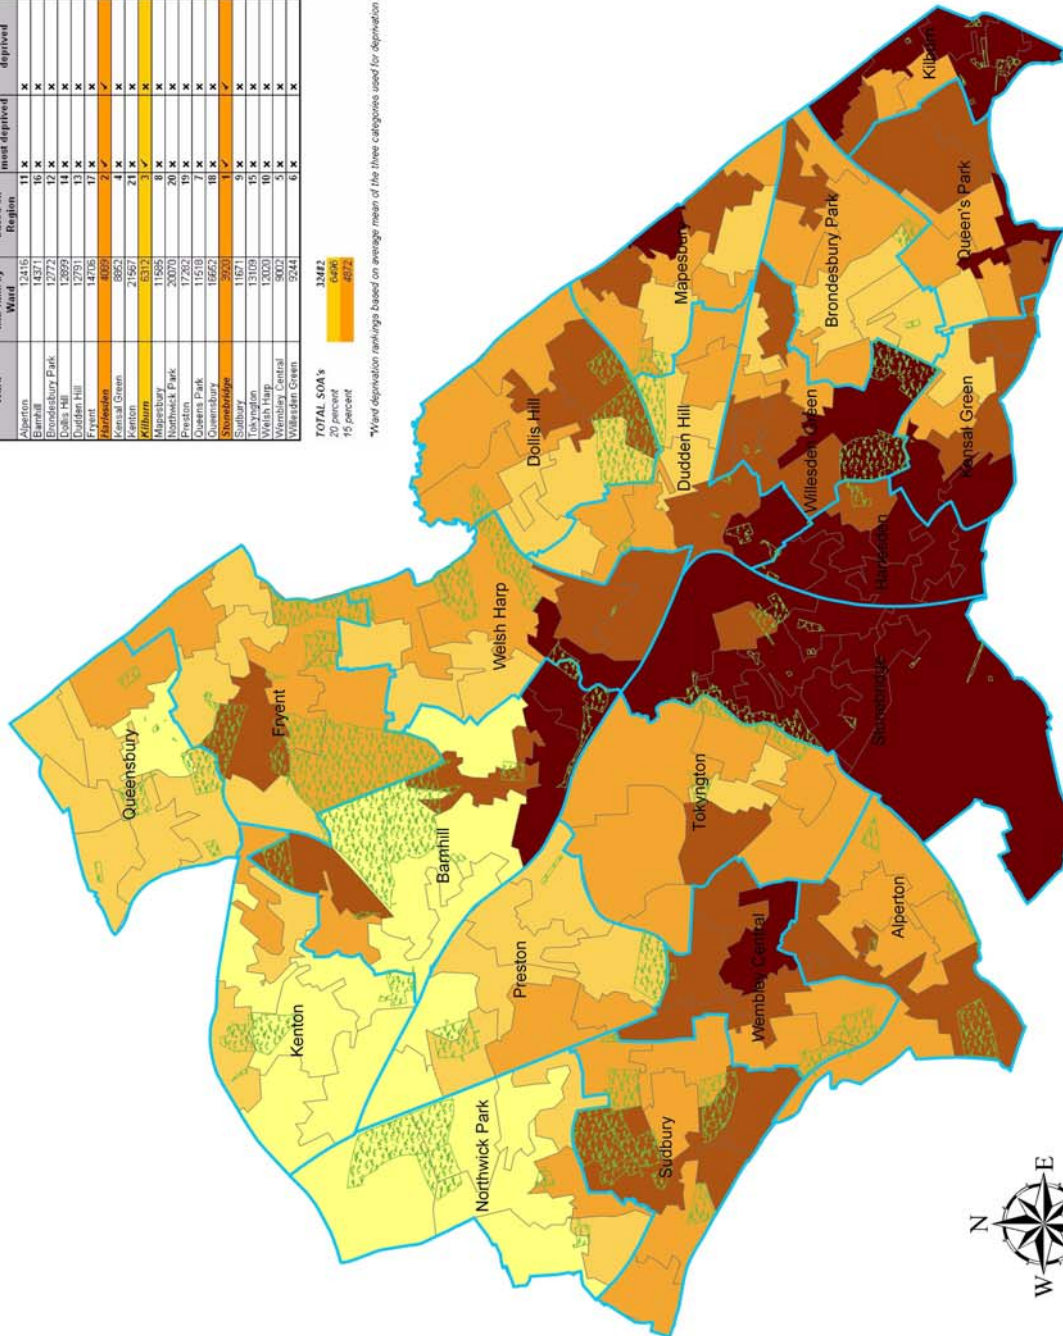 Ward Region most deprived deprived
Alperton 12416 11 x x
Barnhill 14371 16 x x
Brondesbury Park 12772 12 x x
Dollis Hill 12899 14 x x
Dudden Hill 12791 13 x x
Fryent 14706 17 x x
Harlesden 4089 2 ✓ ✓
Kensal Green 8852 4 x x
Kenton 21567 21 x x
Kilburn 6312 3 ✓ x
Mapesbury 11585 8 x x
Northwick Park 20070 20 x x
Preston 17282 19 x x
Queens Park 11518 7 x x
Queensbury 16652 18 x x
Stonebridge 3920 1 ✓ ✓
Sudbury 11671 9 x x
Tokyngton 13109 15 x x
Welsh Harp 12020 10 x x
Wembley Central 9002 5 x x
Willesden Green 9244 6 x x
TOTAL SOA's 32482
20 percent 6496
15 percent 4872
*Ward deprivation rankings based on average mean of the three categories used for deprivation
Queensbury
Fryent
Kenton
Barnhill
Welsh Harp
Dollis Hill
Preston
Northwick Park
Dudden Hill
Mapesbury
Tokyngton
Sudbury
Wembley Central
Willesden Green
Brondesbury Park
Kilburn
Queen's Park
Alperton
Stonebridge
Harlesden
Kensal Green
N
W
E